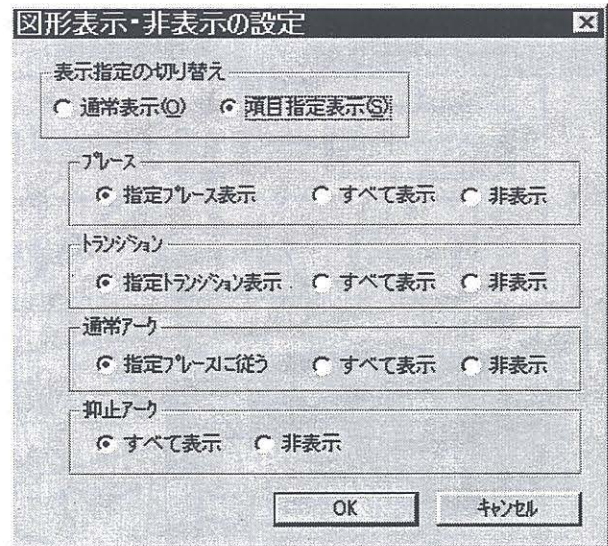 図形表示・非表示の設定
表示指定の切り替え
通常表示(O) 項目指定表示(S)
プレース
指定プレース表示 すべて表示 非表示
トランジション
指定トランジション表示 すべて表示 非表示
通常アーク
指定プレースに従う すべて表示 非表示
抑止アーク
すべて表示 非表示
OK キャンセル